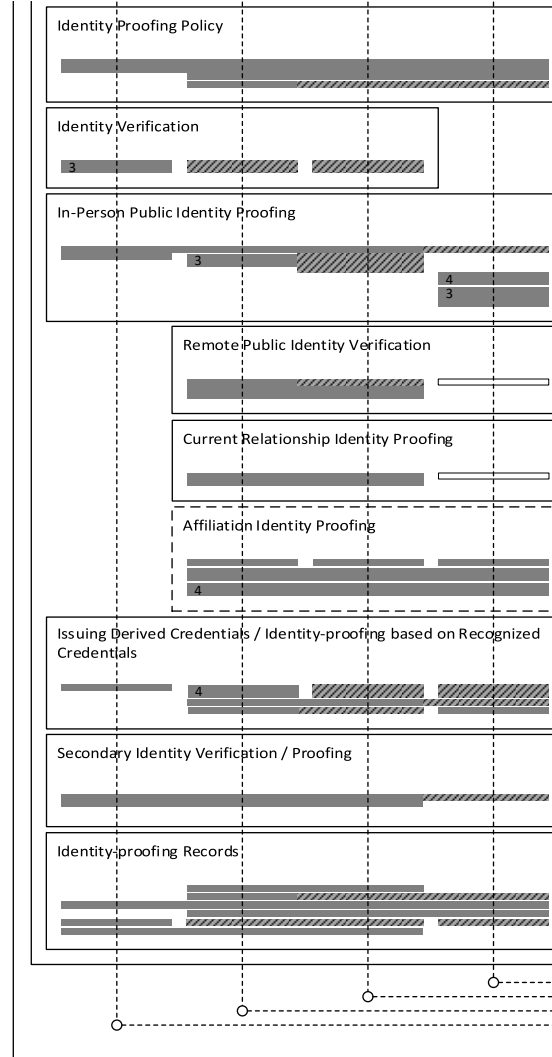 Identity Proofing Policy
Identity Verification
3
In-Person Public Identity Proofing
3
4
3
Remote Public Identity Verification
Current Relationship Identity Proofing
Affiliation Identity Proofing
4
Issuing Derived Credentials / Identity-proofing based on Recognized
Credentials
4
Secondary Identity Verification / Proofing
Identity-proofing Records